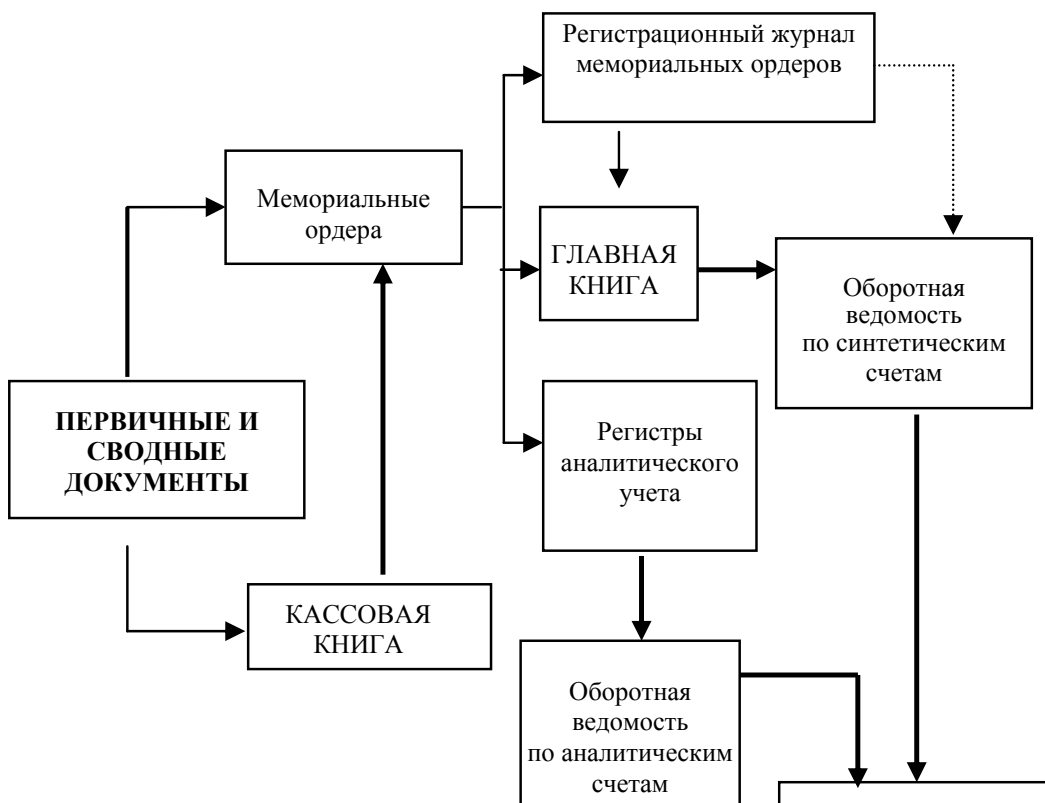 Регистрационный журнал
мемориальных ордеров
Мемориальные
ордера
ГЛАВНАЯ
КНИГА
Оборотная
ведомость
по синтетическим
счетам
ПЕРВИЧНЫЕ И
СВОДНЫЕ
ДОКУМЕНТЫ
Регистры
аналитического
учета
КАССОВАЯ
КНИГА
Оборотная
ведомость
по аналитическим
счетам